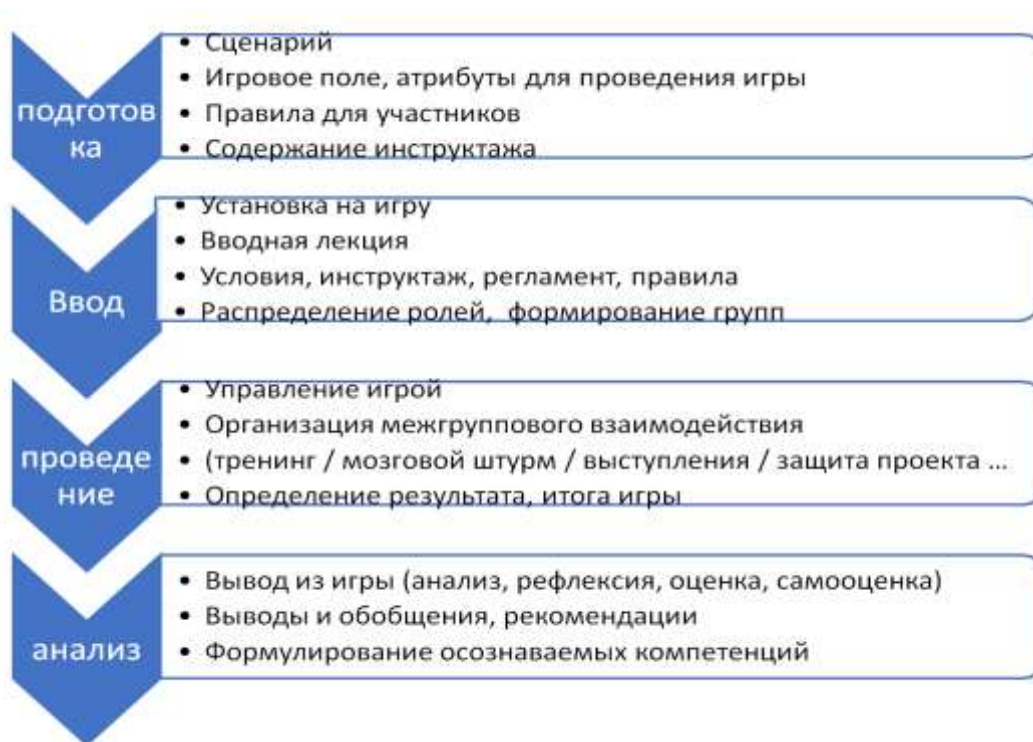 подготов
ка
• Сценарий
• Игровое поле, атрибуты для проведения игры
• Правила для участников
• Содержание инструктажа
Ввод
• Установка на игру
• Вводная лекция
• Условия, инструктаж, регламент, правила
• Распределение ролей, формирование групп
проведе
ние
• Управление игрой
• Организация межгруппового взаимодействия
• (тренинг / мозговой штурм / выступления / защита проекта ...
• Определение результата, итога игры
анализ
• Вывод из игры (анализ, рефлексия, оценка, самооценка)
• Выводы и обобщения, рекомендации
• Формулирование осознаваемых компетенций